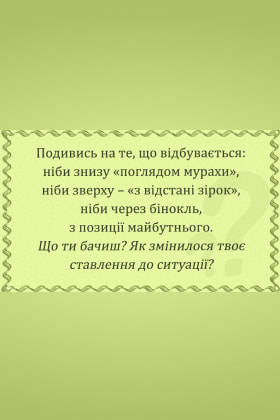 Подивись на те, що відбувається:
ніби знизу «поглядом мурахи»,
ніби зверху – «з відстані зірок»,
ніби через бінокль,
з позиції майбутнього.
Що ти бачиш? Як змінилося твоє
ставлення до ситуації?